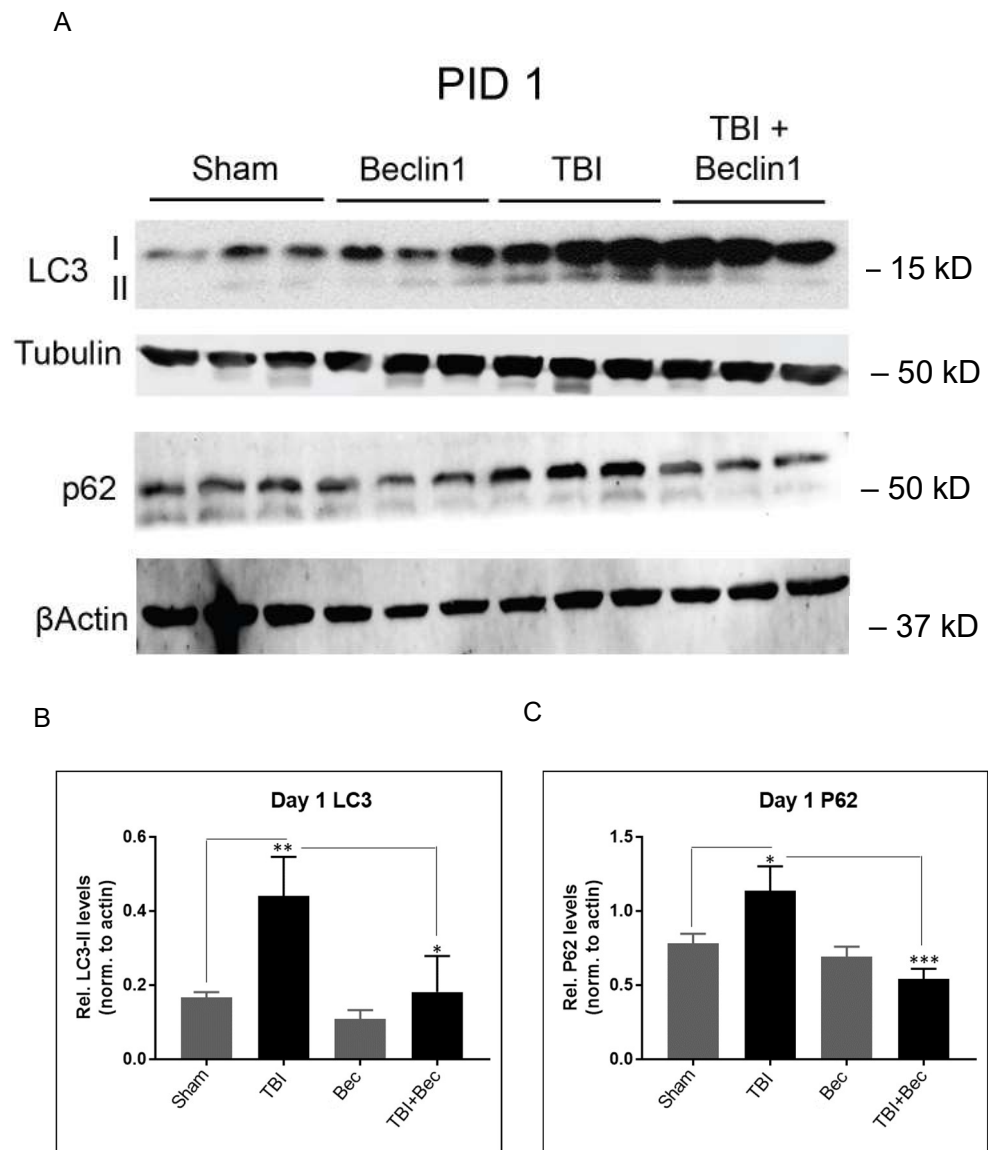 A
PID 1
Sham Beclin1 TBI TBI +
Beclin1
LC3 I
II
– 15 kD
Tubulin
– 50 kD
p62
– 50 kD
βActin
– 37 kD
B
Day 1 LC3
Rel. LC3-II levels
(norm. to actin)
0.6
0.4
0.2
0.0
**
*
Sham TBI Bec TBI+Bec
C
Day 1 P62
Rel. P62 levels
(norm. to actin)
1.5
1.0
0.5
0.0
*
***
Sham TBI Bec TBI+Bec